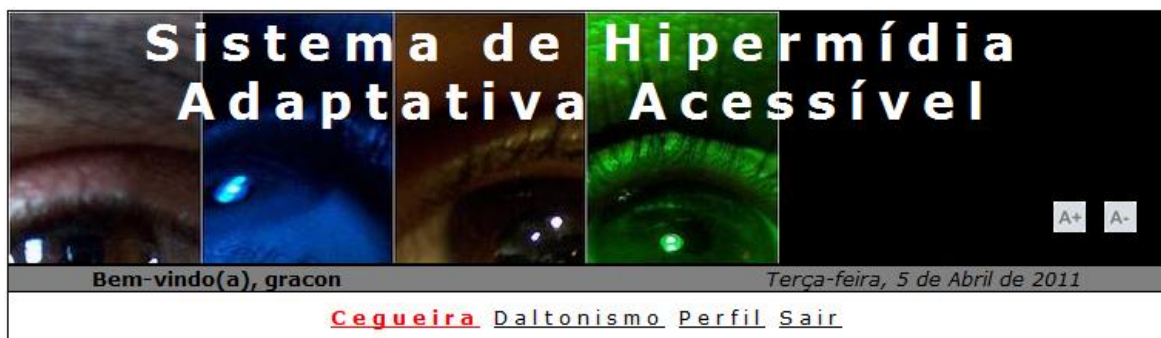 Sistema de Hipermídia
Adaptativa Acessível
A+ A-
Bem-vindo(a), gracon Terça-feira, 5 de Abril de 2011
Cegueira Daltonismo Perfil Sair